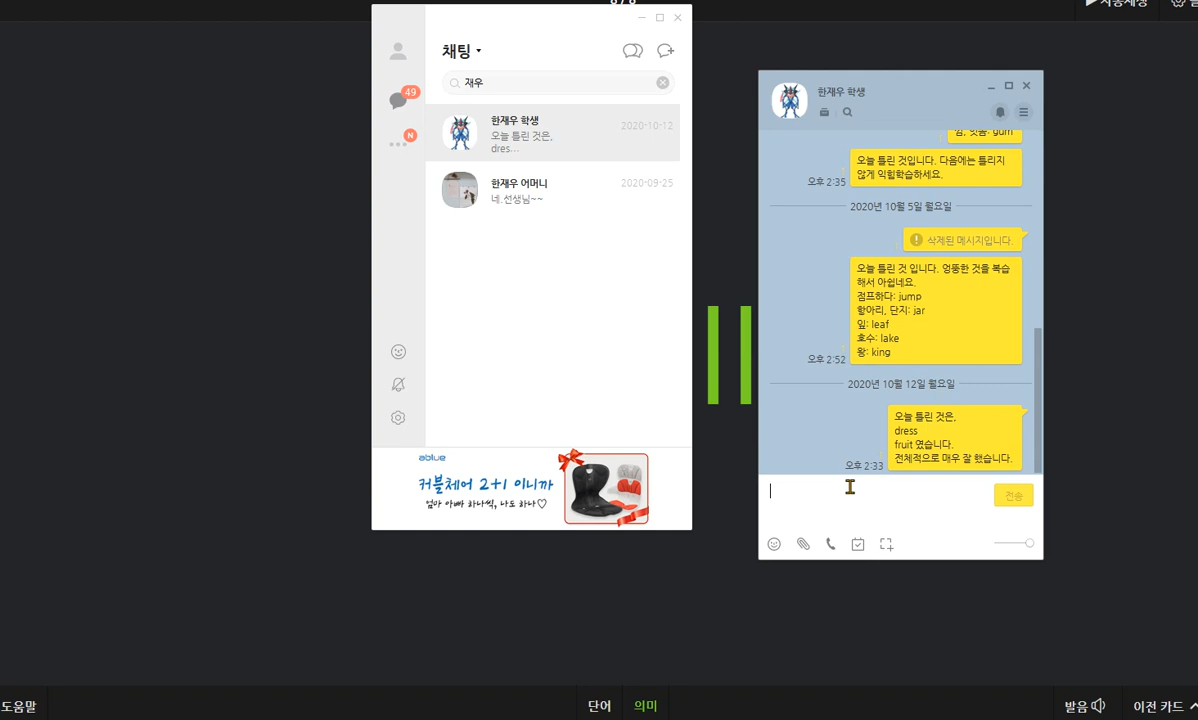 8 / 8
▶ 자동재생
채팅
49
N
재우
한재우 학생
2020-10-12
오늘 틀린 것은,
dres...
한재우 어머니
2020-09-25
네.선생님~~
ablue
커블체어 2+1 이니까
엄마 아빠 하나씩, 나도 하나♡
한재우 학생
잇몸: gum
오늘 틀린 것입니다. 다음에는 틀리지
않게 익힘학습하세요.
오후 2:35
2020년 10월 5일 월요일
삭제된 메시지입니다.
오늘 틀린 것 입니다. 엉뚱한 것을 복습
해서 아쉽네요.
점프하다: jump
항아리, 단지: jar
잎: leaf
호수: lake
왕: king
오후 2:52
2020년 10월 12일 월요일
오늘 틀린 것은,
dress
fruit 였습니다.
전체적으로 매우 잘 했습니다.
오후 2:33
전송
도움말
단어
의미
발음
이전 카드